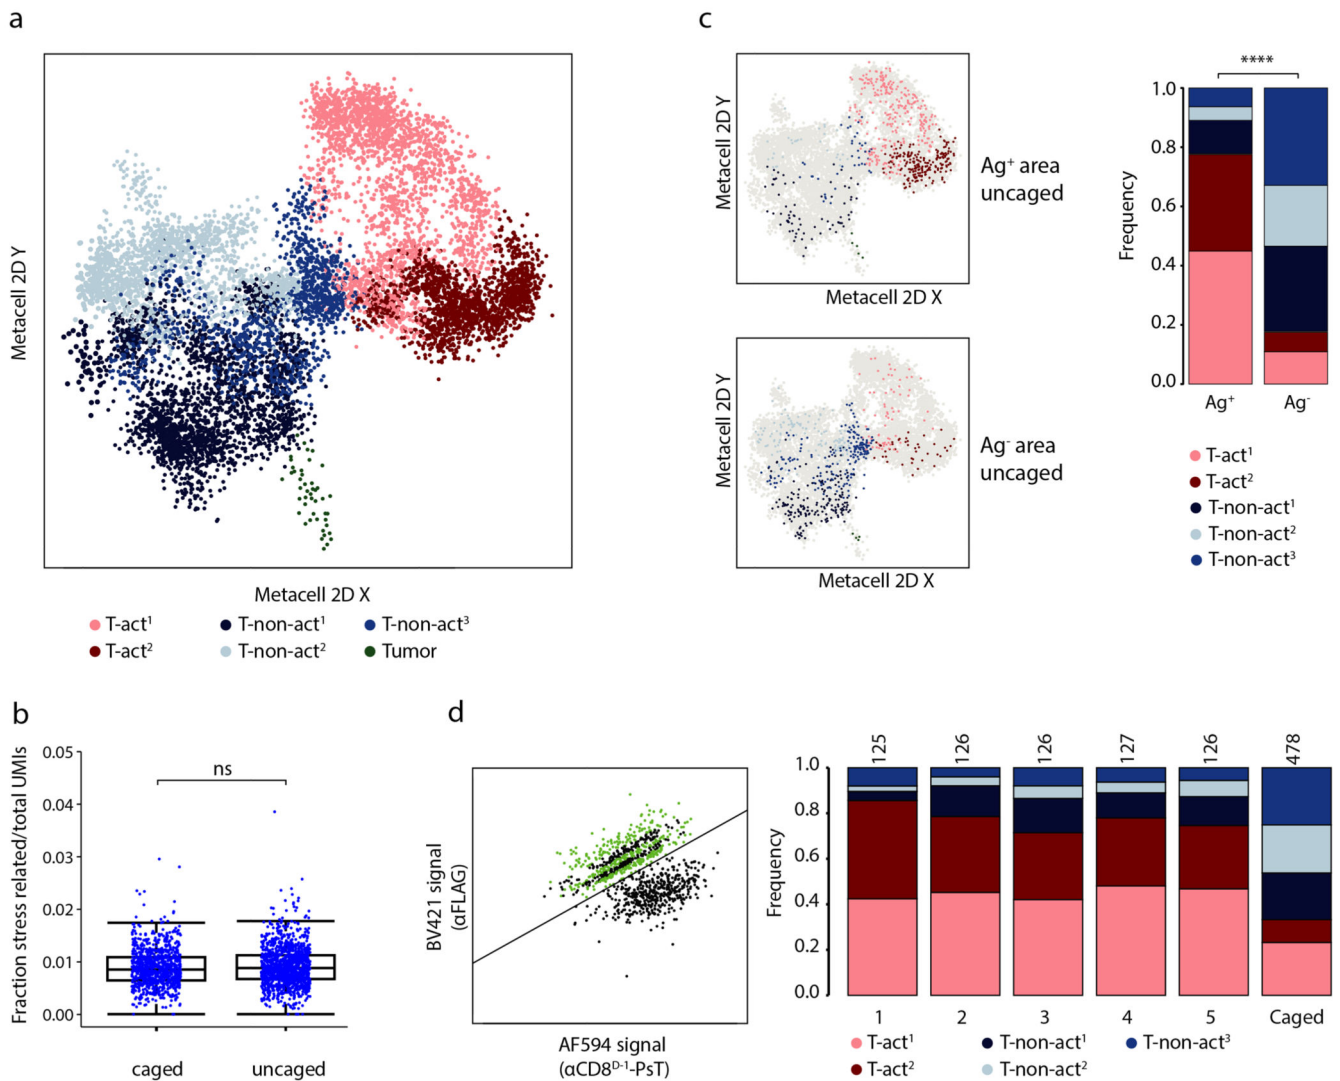 a
Metacell 2D Y
Metacell 2D X
T-act¹
T-non-act¹
T-non-act³
T-act²
T-non-act²
Tumor
b
Fraction stress related/total UMIs
0.05
0.04
0.03
0.02
0.01
0.00
ns
caged
uncaged
c
Metacell 2D Y
Metacell 2D X
Ag⁺ area
uncaged
Metacell 2D Y
Metacell 2D X
Ag⁻ area
uncaged
****
Frequency
1.0
0.8
0.6
0.4
0.2
0.0
Ag⁺
Ag⁻
T-act¹
T-act²
T-non-act¹
T-non-act²
T-non-act³
d
BV421 signal
(αFLAG)
AF594 signal
(αCD8ᴰ⁻¹-PsT)
Frequency
1.0
0.8
0.6
0.4
0.2
0.0
125
126
126
127
126
478
1
2
3
4
5
Caged
T-act¹
T-non-act¹
T-non-act³
T-act²
T-non-act²